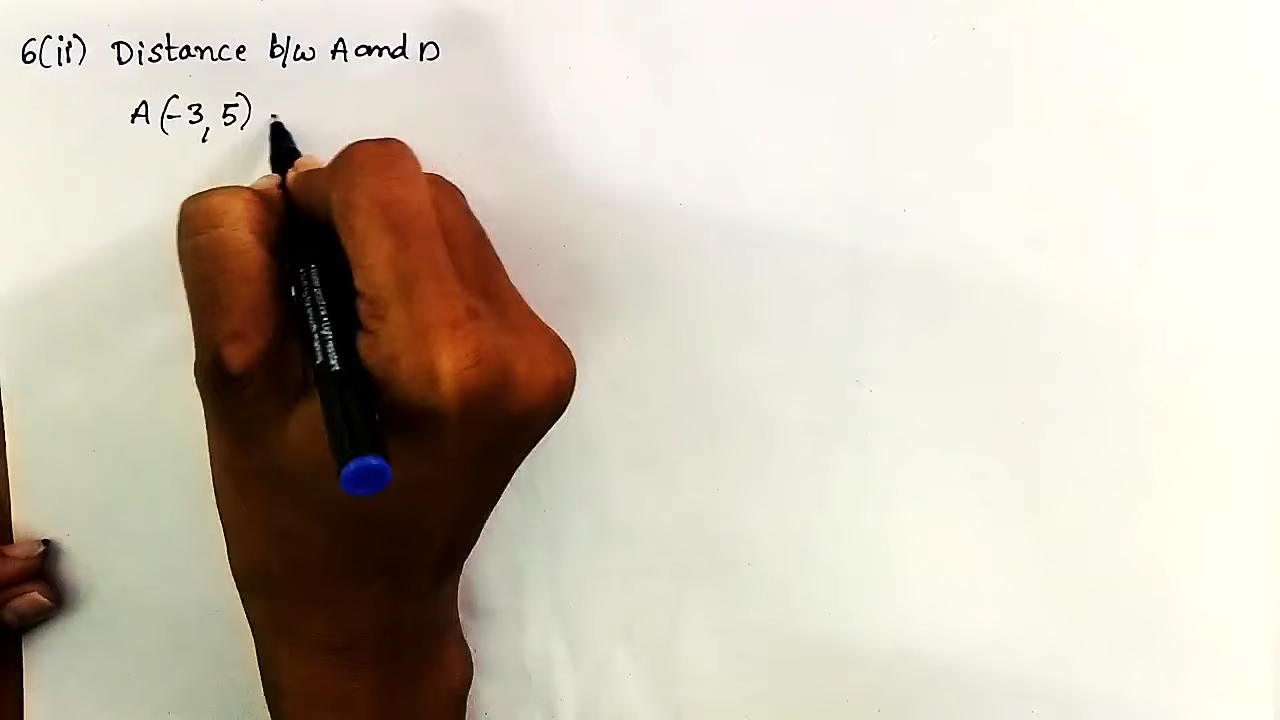 6(ii) Distance b/w A and D
A(-3, 5)